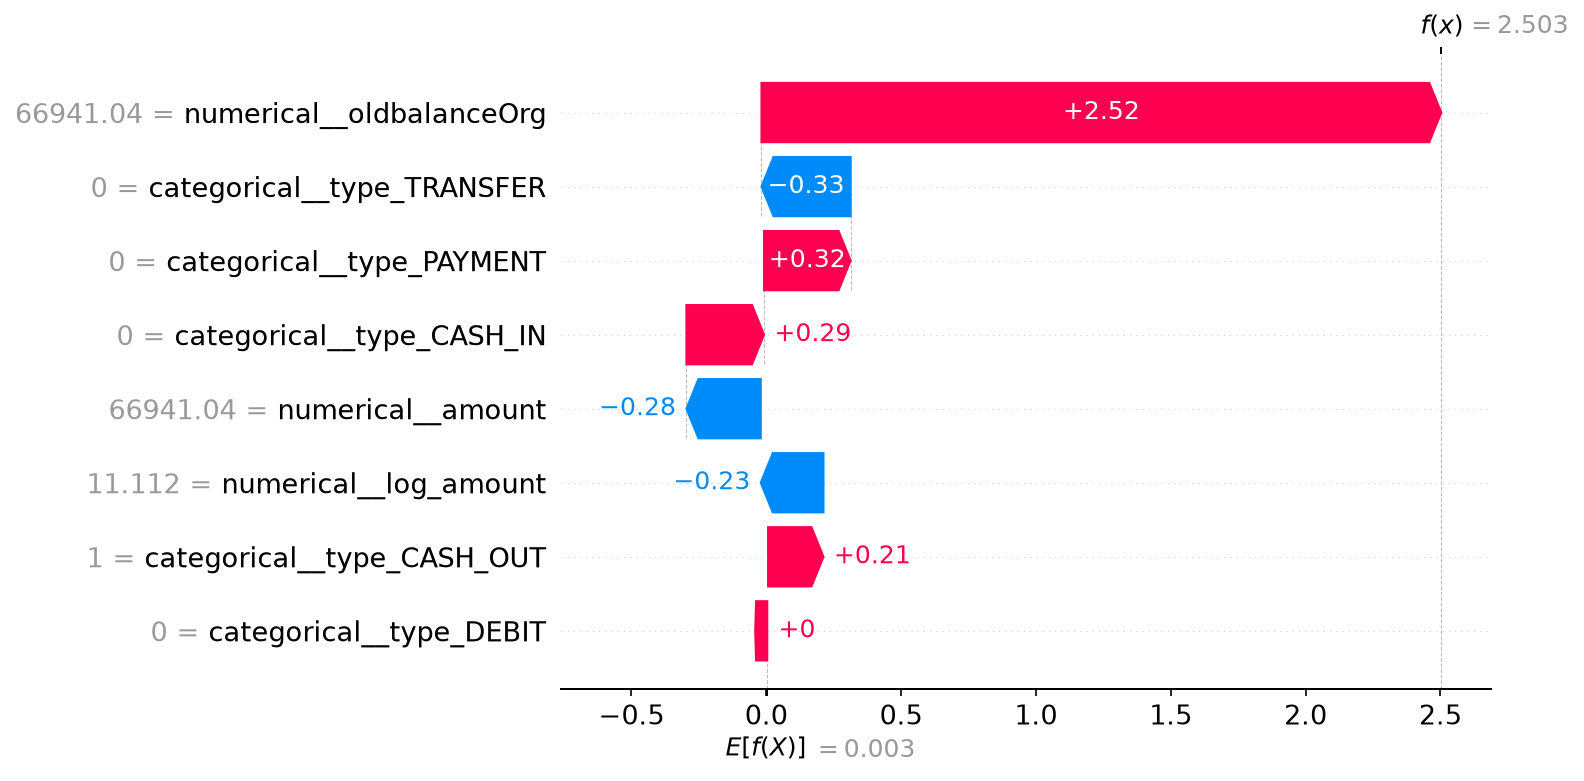 f(x) = 2.503
66941.04 = numerical__oldbalanceOrg +2.52
0 = categorical__type_TRANSFER −0.33
0 = categorical__type_PAYMENT +0.32
0 = categorical__type_CASH_IN +0.29
66941.04 = numerical__amount −0.28
11.112 = numerical__log_amount −0.23
1 = categorical__type_CASH_OUT +0.21
0 = categorical__type_DEBIT +0
−0.5 0.0 0.5 1.0 1.5 2.0 2.5
E[f(X)] = 0.003